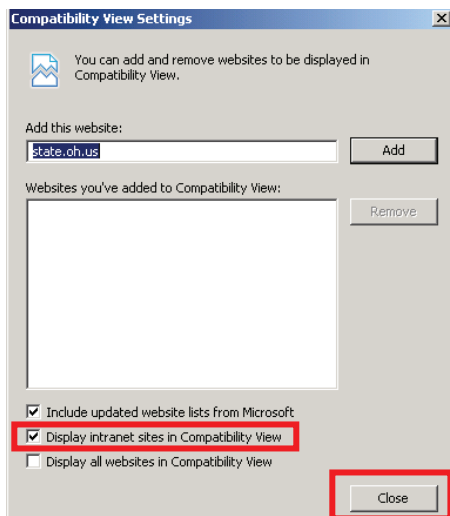 Compatibility View Settings
You can add and remove websites to be displayed in
Compatibility View.
Add this website:
state.oh.us
Add
Websites you've added to Compatibility View:
Remove
Include updated website lists from Microsoft
Display intranet sites in Compatibility View
Display all websites in Compatibility View
Close